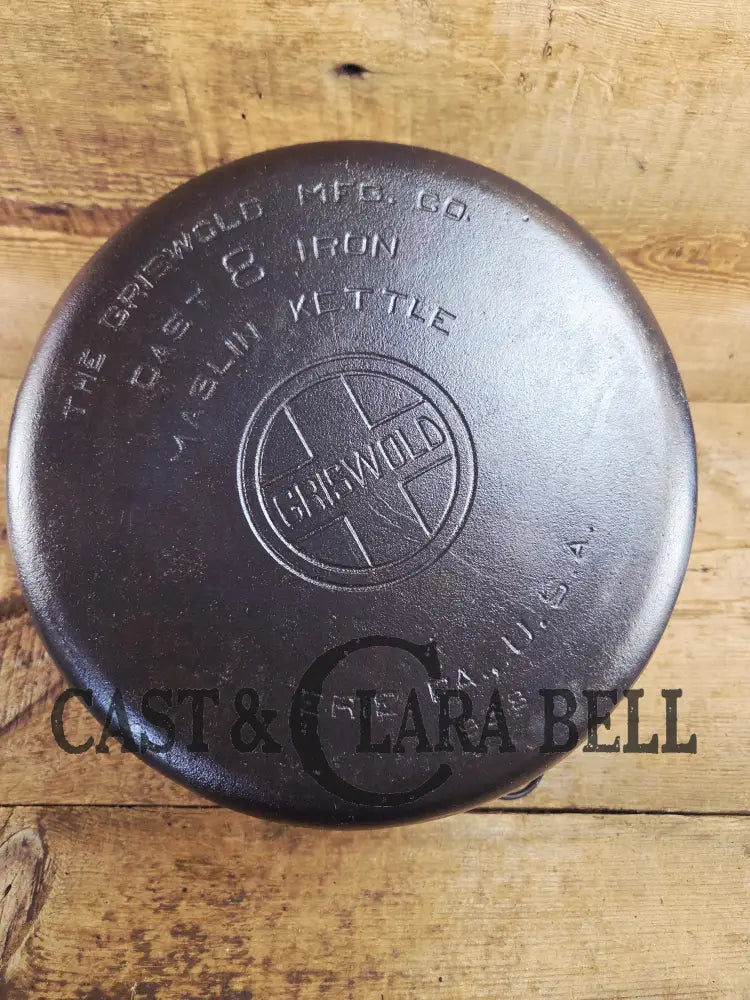 THE GRISWOLD MFG. CO.
CAST 8 IRON
MASLIN KETTLE
GRISWOLD
ERIE PA., U.S.A.
CAST & CLARA BELL